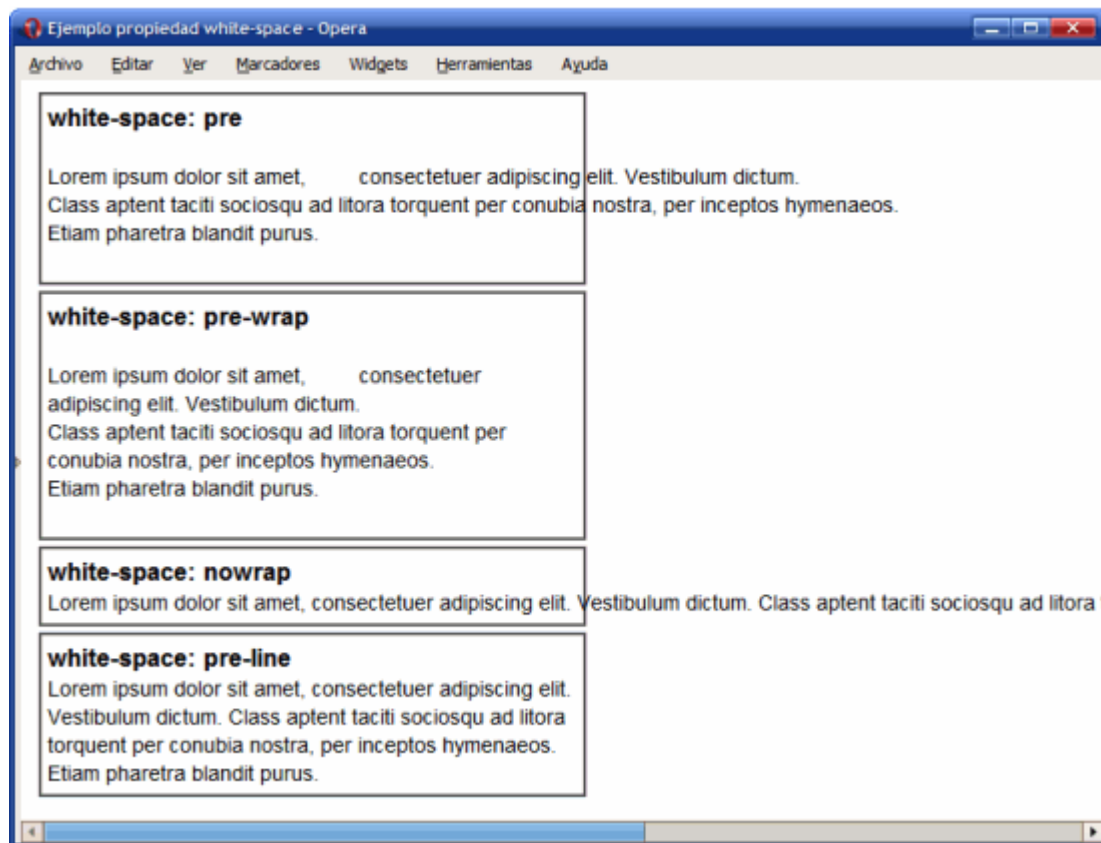 Ejemplo propiedad white-space - Opera
Archivo Editar Ver Marcadores Widgets Herramientas Ayuda
white-space: pre
Lorem ipsum dolor sit amet, consectetuer adipiscing elit. Vestibulum dictum.
Class aptent taciti sociosqu ad litora torquent per conubia nostra, per inceptos hymenaeos.
Etiam pharetra blandit purus.
white-space: pre-wrap
Lorem ipsum dolor sit amet, consectetuer
adipiscing elit. Vestibulum dictum.
Class aptent taciti sociosqu ad litora torquent per
conubia nostra, per inceptos hymenaeos.
Etiam pharetra blandit purus.
white-space: nowrap
Lorem ipsum dolor sit amet, consectetuer adipiscing elit. Vestibulum dictum. Class aptent taciti sociosqu ad litora
white-space: pre-line
Lorem ipsum dolor sit amet, consectetuer adipiscing elit.
Vestibulum dictum. Class aptent taciti sociosqu ad litora
torquent per conubia nostra, per inceptos hymenaeos.
Etiam pharetra blandit purus.